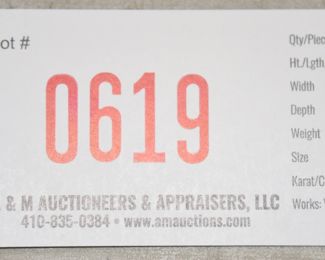 ot #
0619
& M AUCTIONEERS & APPRAISERS, LLC
410-835-0384 • www.amauctions.com
Qty/Piec
Ht./Lgth
Width
Depth
Weight
Size
Karat/C
Works: